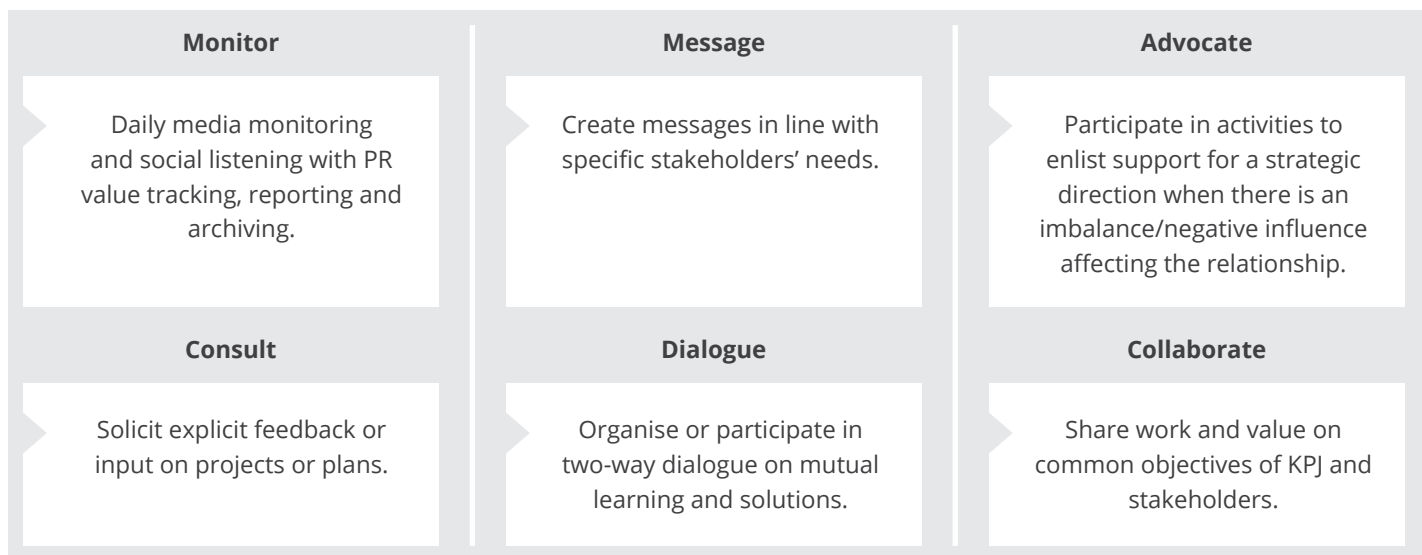 Monitor
Daily media monitoring
and social listening with PR
value tracking, reporting and
archiving.
Message
Create messages in line with
specific stakeholders’ needs.
Advocate
Participate in activities to
enlist support for a strategic
direction when there is an
imbalance/negative influence
affecting the relationship.
Consult
Solicit explicit feedback or
input on projects or plans.
Dialogue
Organise or participate in
two-way dialogue on mutual
learning and solutions.
Collaborate
Share work and value on
common objectives of KPJ and
stakeholders.